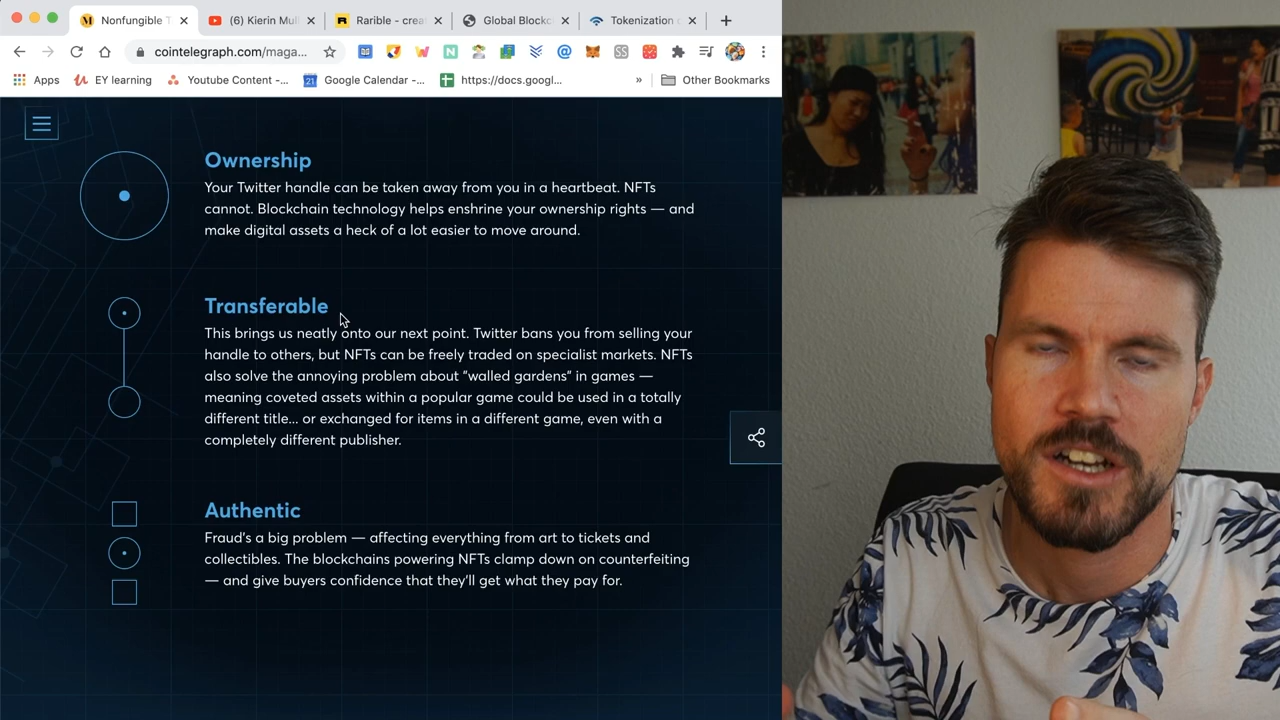 Nonfungible T
(6) Kierin Mul
Rarible - crea
Global Blockc
Tokenization
cointelegraph.com/maga...
Apps
EY learning
Youtube Content -...
Google Calendar -...
https://docs.googl...
»
Other Bookmarks
Ownership
Your Twitter handle can be taken away from you in a heartbeat. NFTs
cannot. Blockchain technology helps enshrine your ownership rights — and
make digital assets a heck of a lot easier to move around.
Transferable
This brings us neatly onto our next point. Twitter bans you from selling your
handle to others, but NFTs can be freely traded on specialist markets. NFTs
also solve the annoying problem about "walled gardens" in games —
meaning coveted assets within a popular game could be used in a totally
different title... or exchanged for items in a different game, even with a
completely different publisher.
Authentic
Fraud's a big problem — affecting everything from art to tickets and
collectibles. The blockchains powering NFTs clamp down on counterfeiting
— and give buyers confidence that they'll get what they pay for.